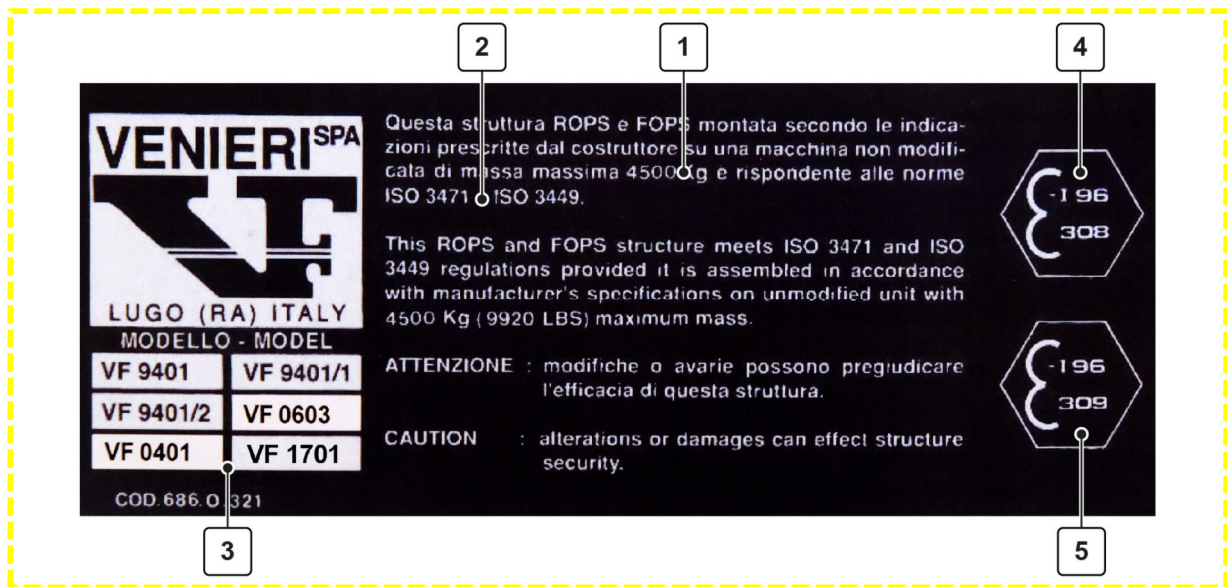 2
1
4
VENIERI SPA
VF
LUGO (RA) ITALY
MODELLO - MODEL
VF 9401
VF 9401/1
VF 9401/2
VF 0603
VF 0401
VF 1701
COD.686.0.321
3
Questa struttura ROPS e FOPS montata secondo le indica-
zioni prescritte dal costruttore su una macchina non modifi-
cata di massa massima 4500 Kg e rispondente alle norme
ISO 3471 ISO 3449.
This ROPS and FOPS structure meets ISO 3471 and ISO
3449 regulations provided it is assembled in accordance
with manufacturer's specifications on unmodified unit with
4500 Kg (9920 LBS) maximum mass.
ATTENZIONE : modifiche o avarie possono pregiudicare
l'efficacia di questa struttura.
CAUTION : alterations or damages can effect structure
security.
Є-I 96
308
Є-I 96
309
5